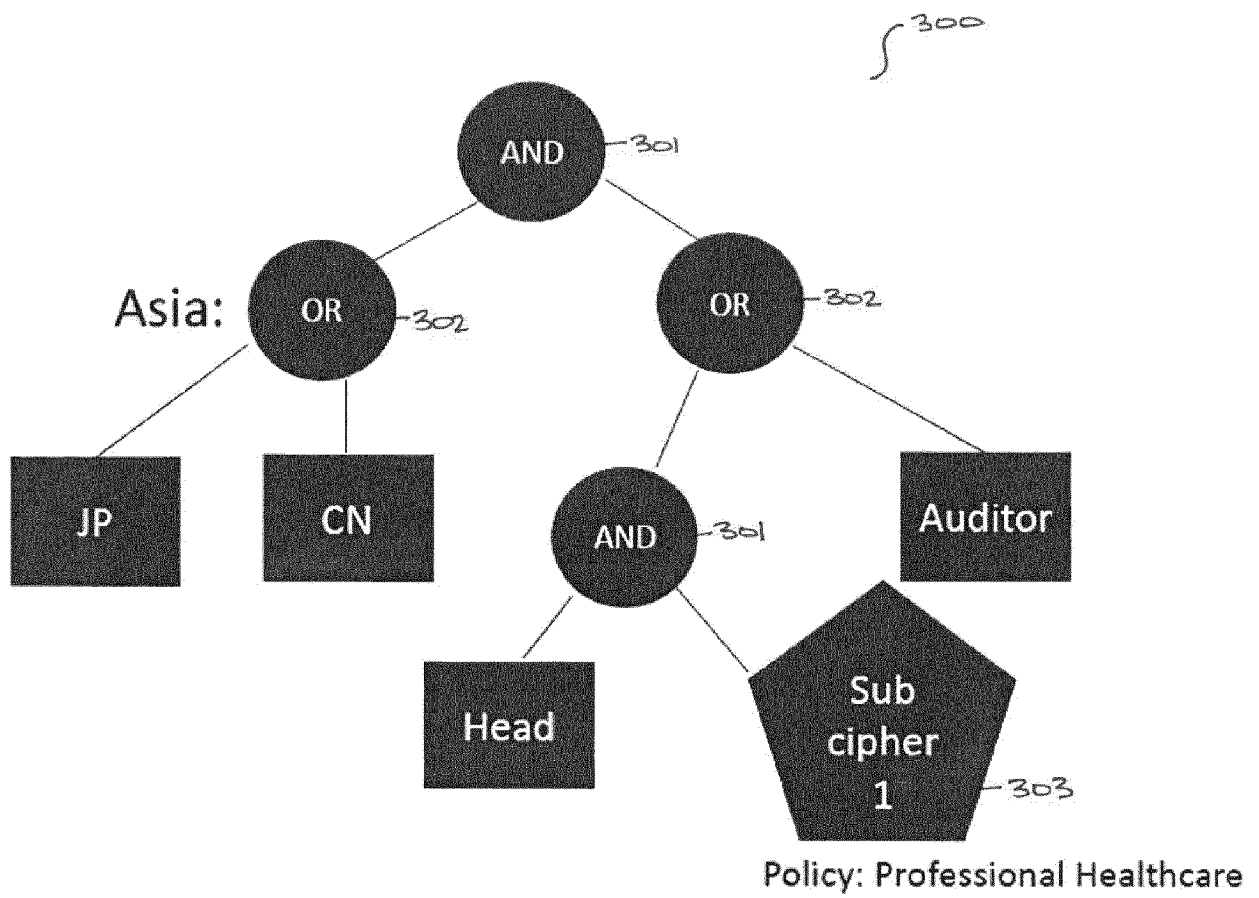 300
AND
301
Asia:
OR
302
OR
302
JP
CN
AND
301
Auditor
Head
Sub
cipher
1
303
Policy: Professional Healthcare